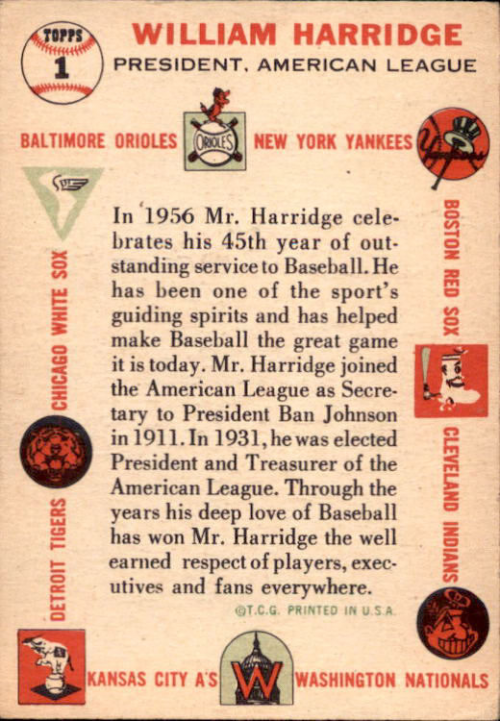 TOPPS
1
WILLIAM HARRIDGE
PRESIDENT, AMERICAN LEAGUE
BALTIMORE ORIOLES
ORIOLES
NEW YORK YANKEES
Yankees
CHICAGO WHITE SOX
BOSTON RED SOX
In 1956 Mr. Harridge cele-
brates his 45th year of out-
standing service to Baseball. He
has been one of the sport's
guiding spirits and has helped
make Baseball the great game
it is today. Mr. Harridge joined
the American League as Secre-
tary to President Ban Johnson
in 1911. In 1931, he was elected
President and Treasurer of the
American League. Through the
years his deep love of Baseball
has won Mr. Harridge the well
earned respect of players, exec-
utives and fans everywhere.
©T.C.G. PRINTED IN U.S.A.
DETROIT TIGERS
CLEVELAND INDIANS
KANSAS CITY A'S
W
WASHINGTON NATIONALS